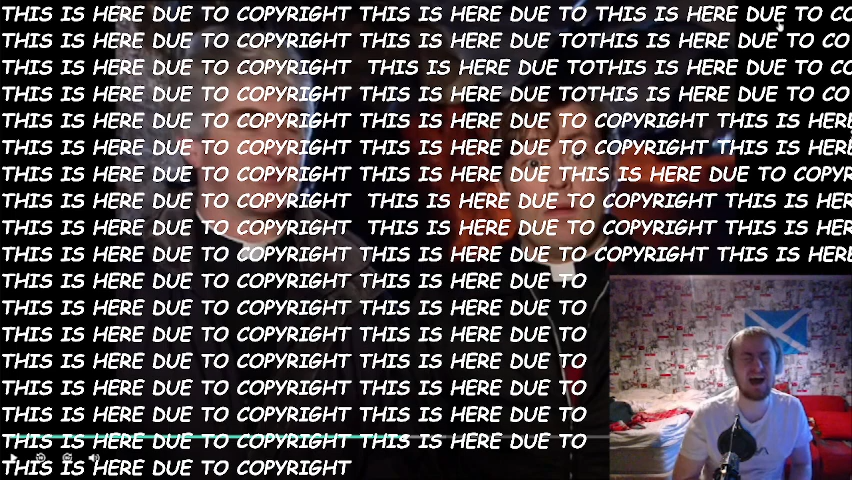 THIS IS HERE DUE TO COPYRIGHT THIS IS HERE DUE TO THIS IS HERE DUE TO CO
THIS IS HERE DUE TO COPYRIGHT THIS IS HERE DUE TOTHIS IS HERE DUE TO CO
THIS IS HERE DUE TO COPYRIGHT THIS IS HERE DUE TOTHIS IS HERE DUE TO CO
THIS IS HERE DUE TO COPYRIGHT THIS IS HERE DUE TOTHIS IS HERE DUE TO CO
THIS IS HERE DUE TO COPYRIGHT THIS IS HERE DUE TO COPYRIGHT THIS IS HERE
THIS IS HERE DUE TO COPYRIGHT THIS IS HERE DUE TO COPYRIGHT THIS IS HERE
THIS IS HERE DUE TO COPYRIGHT THIS IS HERE DUE THIS IS HERE DUE TO COPYR
THIS IS HERE DUE TO COPYRIGHT THIS IS HERE DUE TO COPYRIGHT THIS IS HERE
THIS IS HERE DUE TO COPYRIGHT THIS IS HERE DUE TO COPYRIGHT THIS IS HERE
THIS IS HERE DUE TO COPYRIGHT THIS IS HERE DUE TO COPYRIGHT THIS IS HERE
THIS IS HERE DUE TO COPYRIGHT THIS IS HERE DUE TO
THIS IS HERE DUE TO COPYRIGHT THIS IS HERE DUE TO
THIS IS HERE DUE TO COPYRIGHT THIS IS HERE DUE TO
THIS IS HERE DUE TO COPYRIGHT THIS IS HERE DUE TO
THIS IS HERE DUE TO COPYRIGHT THIS IS HERE DUE TO
THIS IS HERE DUE TO COPYRIGHT THIS IS HERE DUE TO
THIS IS HERE DUE TO COPYRIGHT THIS IS HERE DUE TO
THIS IS HERE DUE TO COPYRIGHT